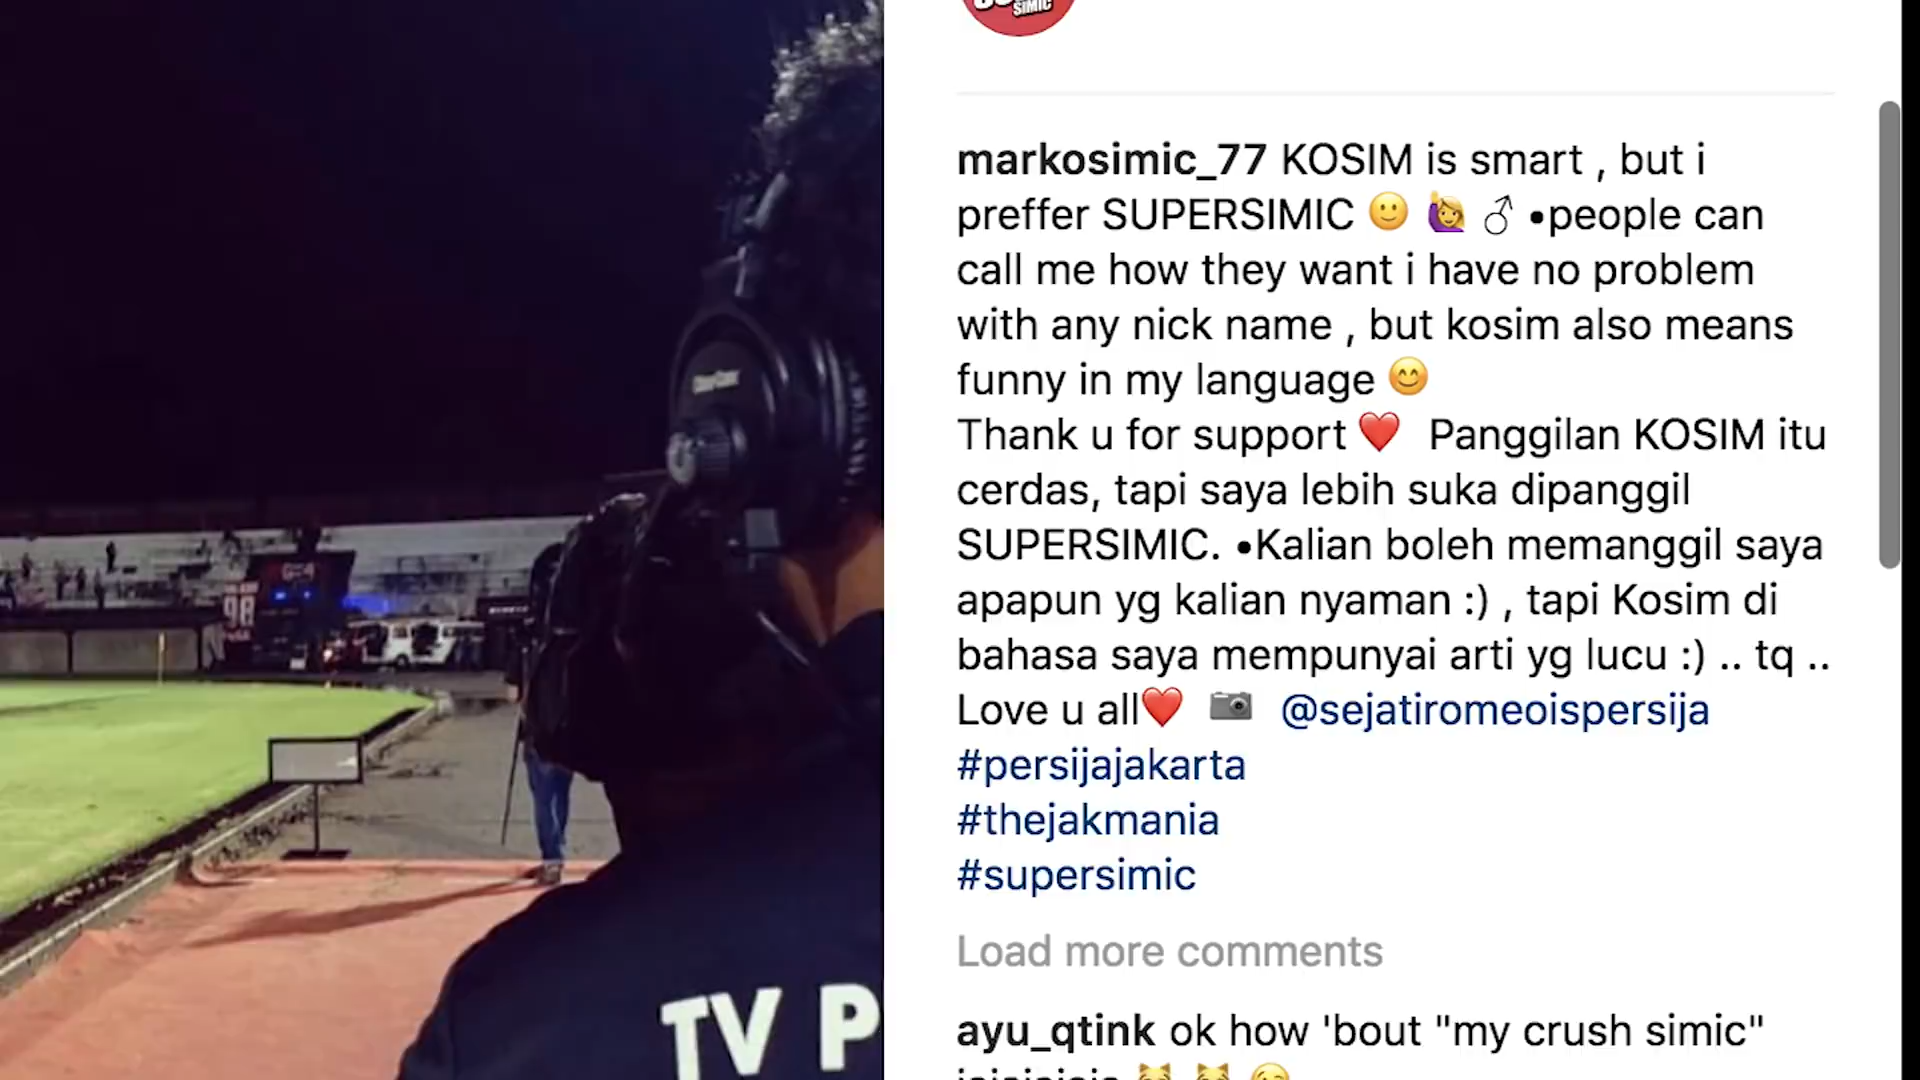 SIMIC
markosimic_77 KOSIM is smart , but i
preffer SUPERSIMIC 🙂 🙋 ♂ •people can
call me how they want i have no problem
with any nick name , but kosim also means
funny in my language 😊
Thank u for support ❤️ Panggilan KOSIM itu
cerdas, tapi saya lebih suka dipanggil
SUPERSIMIC. •Kalian boleh memanggil saya
apapun yg kalian nyaman :) , tapi Kosim di
bahasa saya mempunyai arti yg lucu :) .. tq ..
Love u all❤️ 📷 @sejatiromeoispersija
#persijajakarta
#thejakmania
#supersimic
Load more comments
ayu_qtink ok how 'bout "my crush simic"
98
TV P